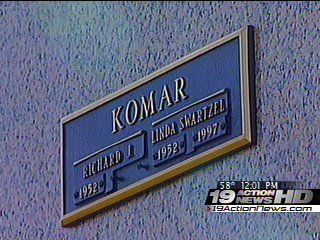 KOMAR
RICHARD J.
LINDA SWARTZEL
1952
1952
1997
58° 12:01 PM
19 ACTION NEWS HD
19ActionNews.com